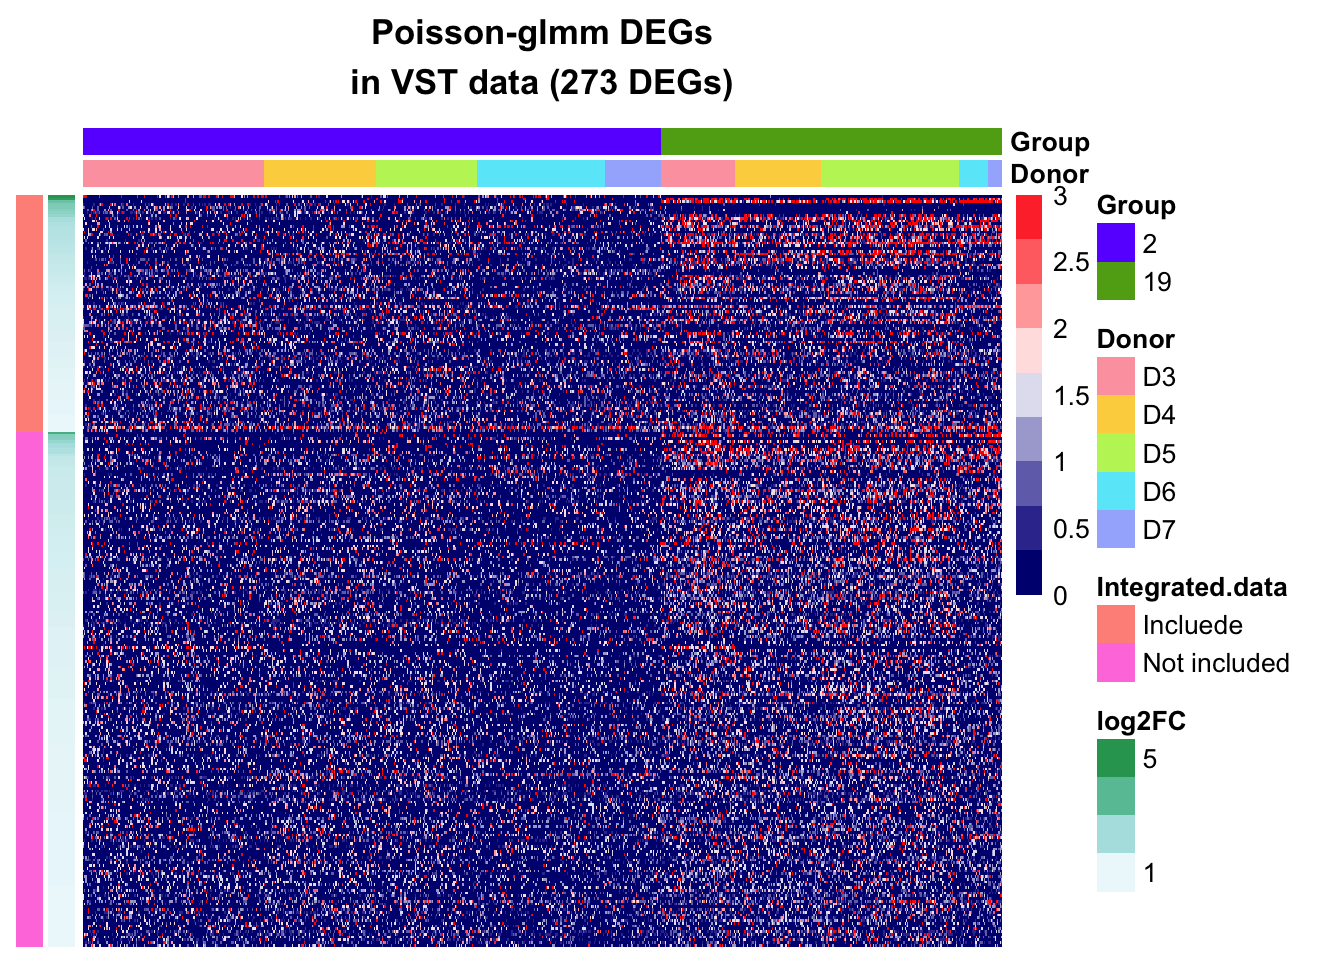 Poisson-glmm DEGs
in VST data (273 DEGs)
Group
Donor
3
2.5
2
1.5
1
0.5
0
Group
2
19
Donor
D3
D4
D5
D6
D7
Integrated.data
Incluede
Not included
log2FC
5
1